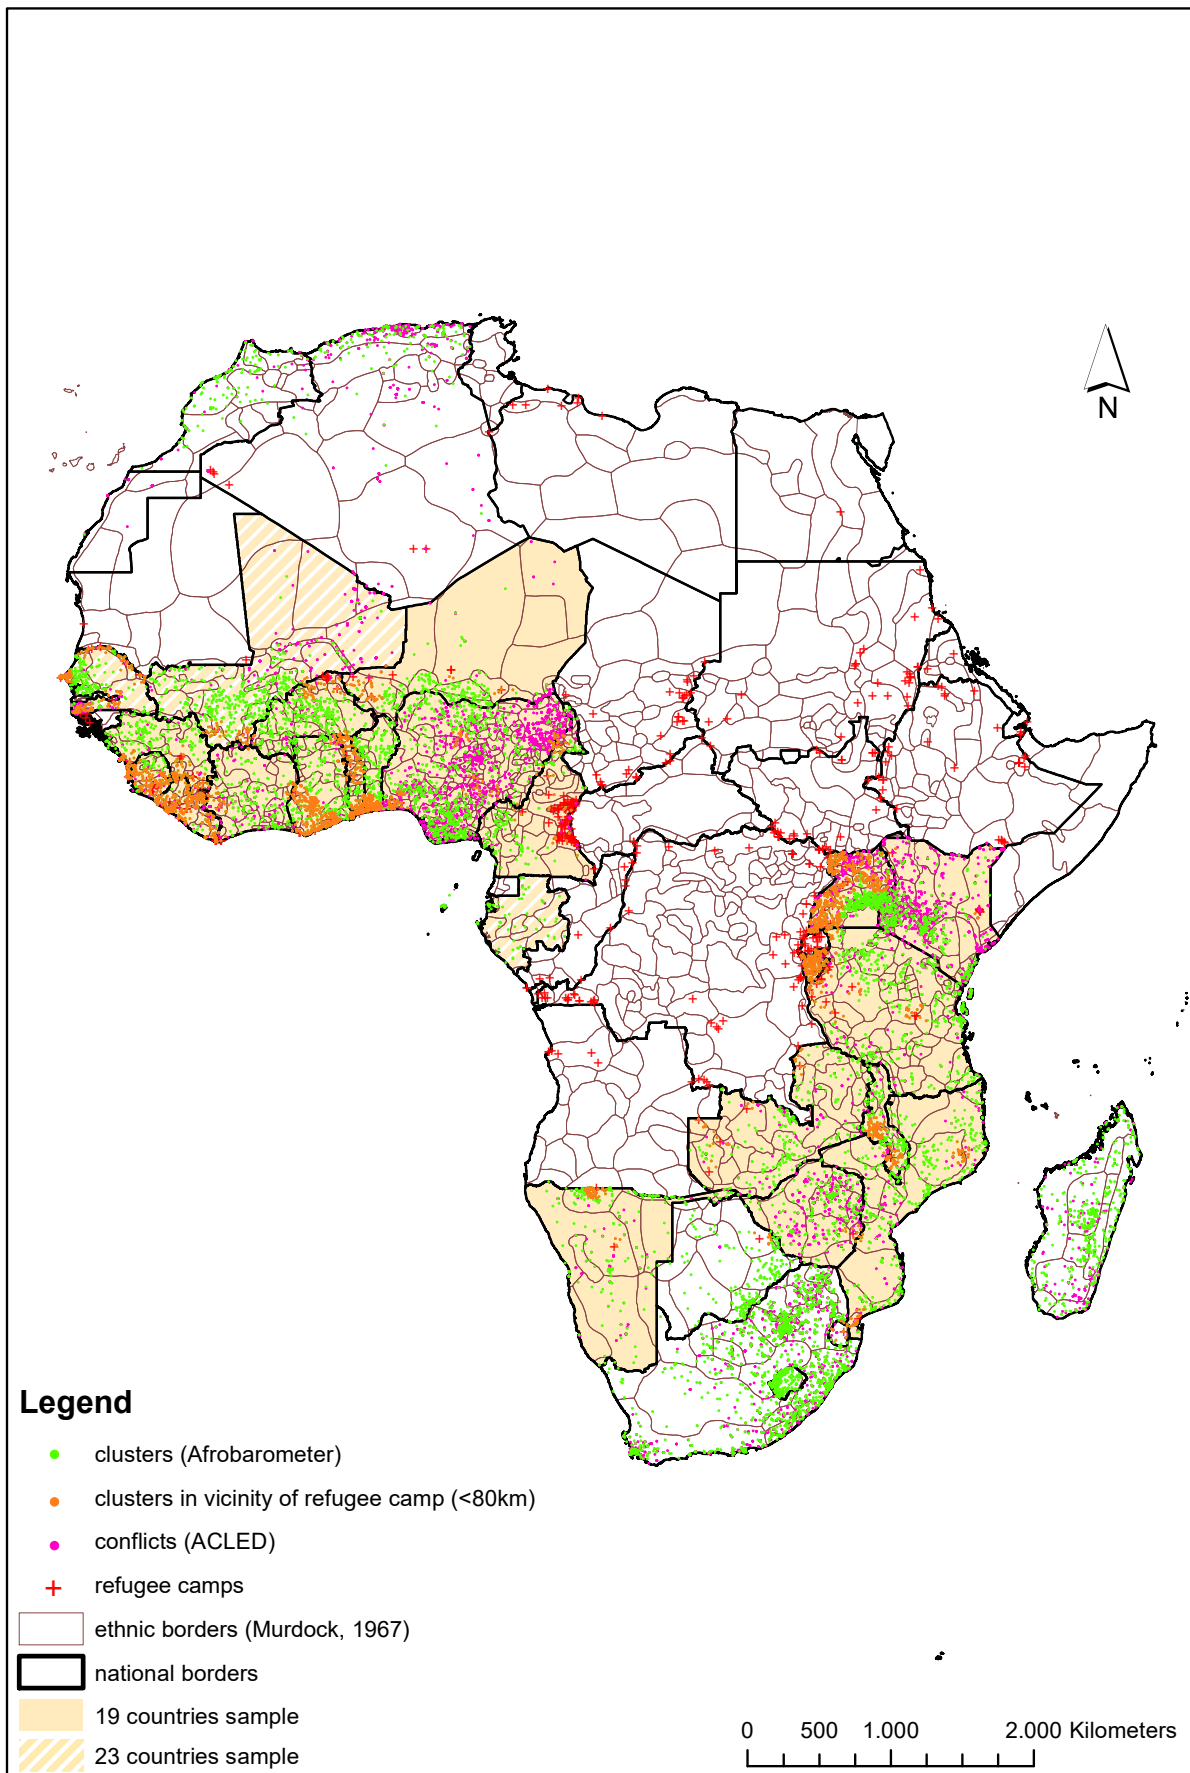 N
Legend
clusters (Afrobarometer)
clusters in vicinity of refugee camp (<80km)
conflicts (ACLED)
refugee camps
ethnic borders (Murdock, 1967)
national borders
19 countries sample
23 countries sample
0 500 1.000 2.000 Kilometers